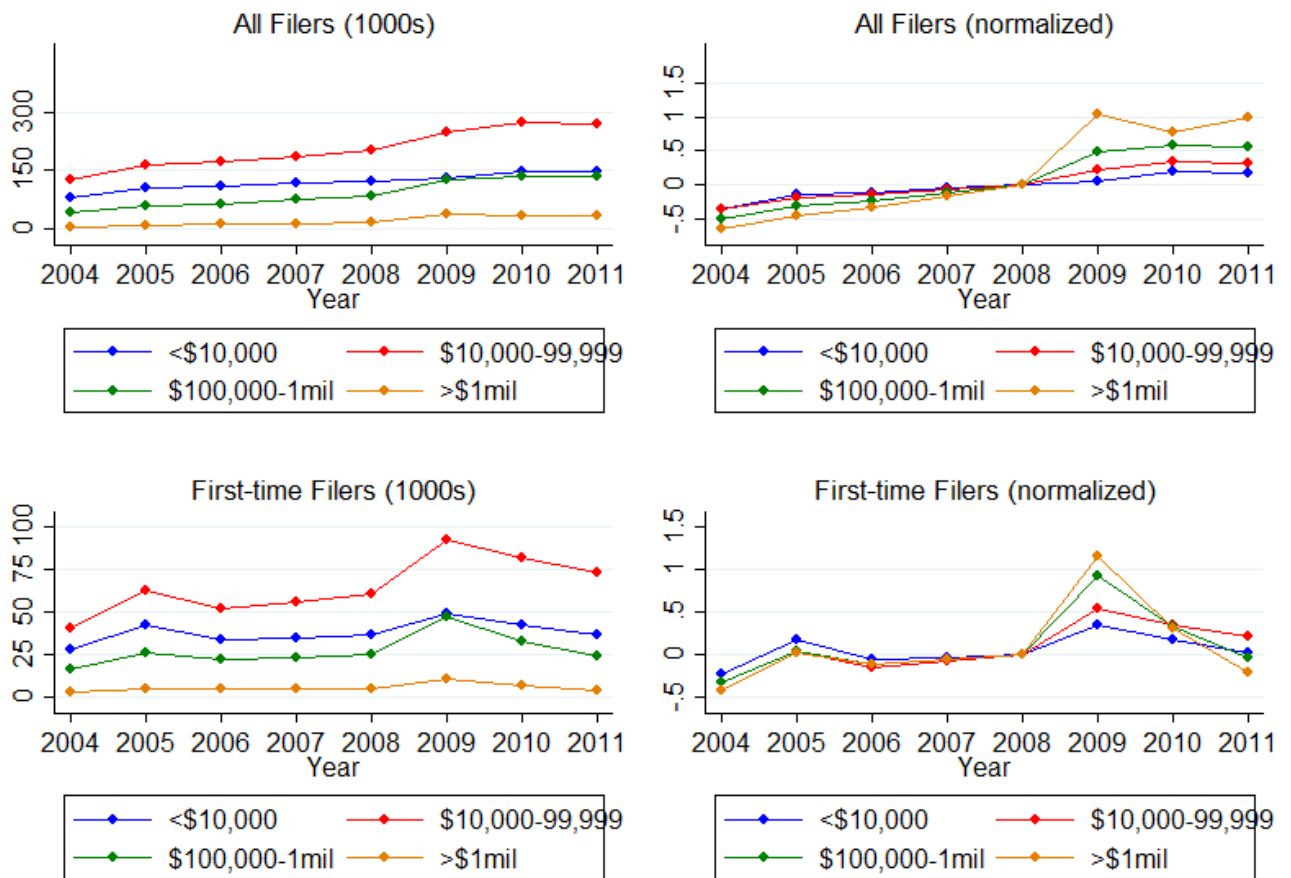 All Filers (1000s)
300
150
0
2004 2005 2006 2007 2008 2009 2010 2011
Year
<$10,000 $10,000-99,999
$100,000-1mil >$1mil
All Filers (normalized)
1.5
1
.5
0
-.5
2004 2005 2006 2007 2008 2009 2010 2011
Year
<$10,000 $10,000-99,999
$100,000-1mil >$1mil
First-time Filers (1000s)
100
75
50
25
0
2004 2005 2006 2007 2008 2009 2010 2011
Year
<$10,000 $10,000-99,999
$100,000-1mil >$1mil
First-time Filers (normalized)
1.5
1
.5
0
-.5
2004 2005 2006 2007 2008 2009 2010 2011
Year
<$10,000 $10,000-99,999
$100,000-1mil >$1mil